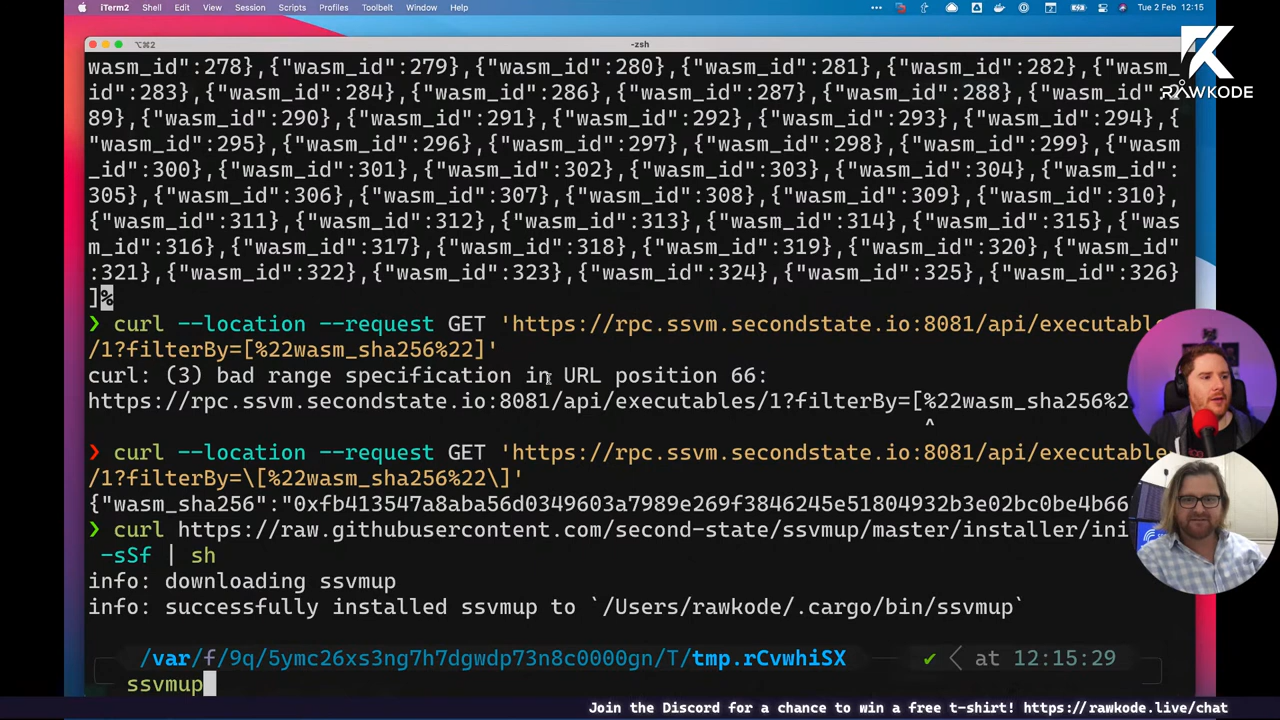 iTerm2 Shell Edit View Session Scripts Profiles Toolbelt Window Help
Tue 2 Feb 12:15
⌥⌘2
-zsh
RAWKODE
wasm_id":278},{"wasm_id":279},{"wasm_id":280},{"wasm_id":281},{"wasm_id":282},{"wasm_
id":283},{"wasm_id":284},{"wasm_id":286},{"wasm_id":287},{"wasm_id":288},{"wasm_id":2
89},{"wasm_id":290},{"wasm_id":291},{"wasm_id":292},{"wasm_id":293},{"wasm_id":294},{
"wasm_id":295},{"wasm_id":296},{"wasm_id":297},{"wasm_id":298},{"wasm_id":299},{"wasm
_id":300},{"wasm_id":301},{"wasm_id":302},{"wasm_id":303},{"wasm_id":304},{"wasm_id":
305},{"wasm_id":306},{"wasm_id":307},{"wasm_id":308},{"wasm_id":309},{"wasm_id":310},
{"wasm_id":311},{"wasm_id":312},{"wasm_id":313},{"wasm_id":314},{"wasm_id":315},{"was
m_id":316},{"wasm_id":317},{"wasm_id":318},{"wasm_id":319},{"wasm_id":320},{"wasm_id"
:321},{"wasm_id":322},{"wasm_id":323},{"wasm_id":324},{"wasm_id":325},{"wasm_id":326}
]%
❯ curl --location --request GET 'https://rpc.ssvm.secondstate.io:8081/api/executabl
/1?filterBy=[%22wasm_sha256%22]'
curl: (3) bad range specification in URL position 66:
https://rpc.ssvm.secondstate.io:8081/api/executables/1?filterBy=[%22wasm_sha256%2
^
❯ curl --location --request GET 'https://rpc.ssvm.secondstate.io:8081/api/executable
/1?filterBy=\[%22wasm_sha256%22\]'
{"wasm_sha256":"0xfb413547a8aba56d0349603a7989e269f3846245e51804932b3e02bc0be4b66
❯ curl https://raw.githubusercontent.com/second-state/ssvmup/master/installer/ini
-sSf | sh
info: downloading ssvmup
info: successfully installed ssvmup to `/Users/rawkode/.cargo/bin/ssvmup`
/var/f/9q/5ymc26xs3ng7h7dgwdp73n8c0000gn/T/tmp.rCvwhiSX ✔ at 12:15:29
ssvmup
Join the Discord for a chance to win a free t-shirt! https://rawkode.live/chat